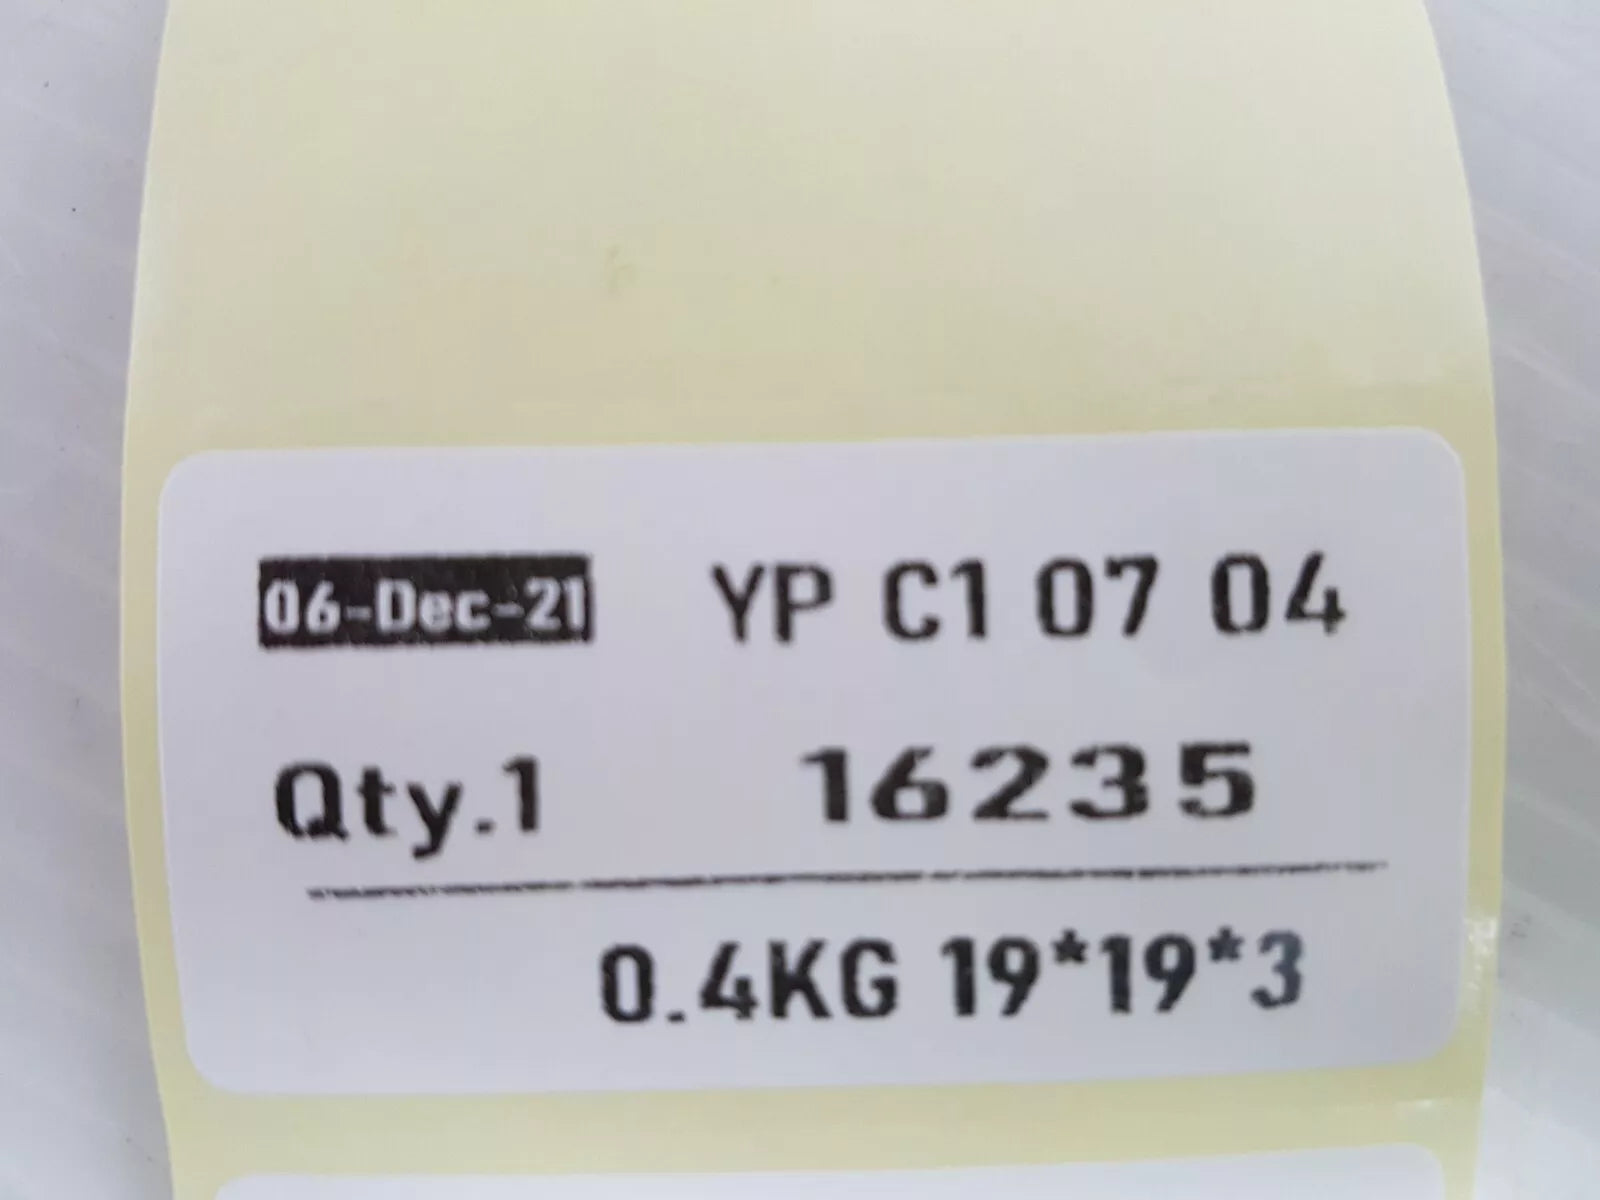 06-Dec-21 YP C1 07 04
Qty.1 16235
0.4KG 19*19*3